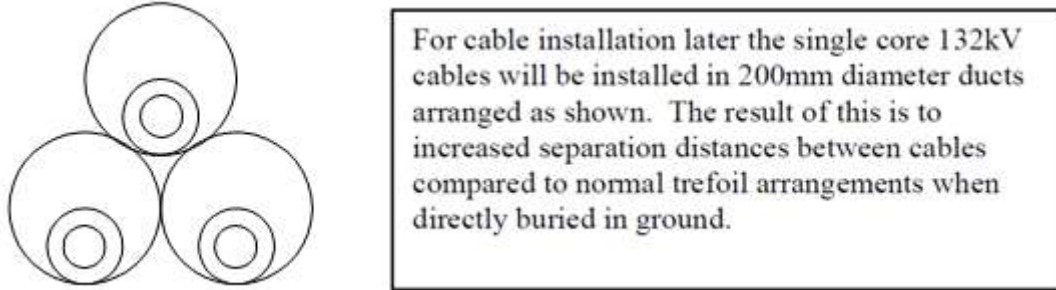 For cable installation later the single core 132kV
cables will be installed in 200mm diameter ducts
arranged as shown.  The result of this is to
increased separation distances between cables
compared to normal trefoil arrangements when
directly buried in ground.